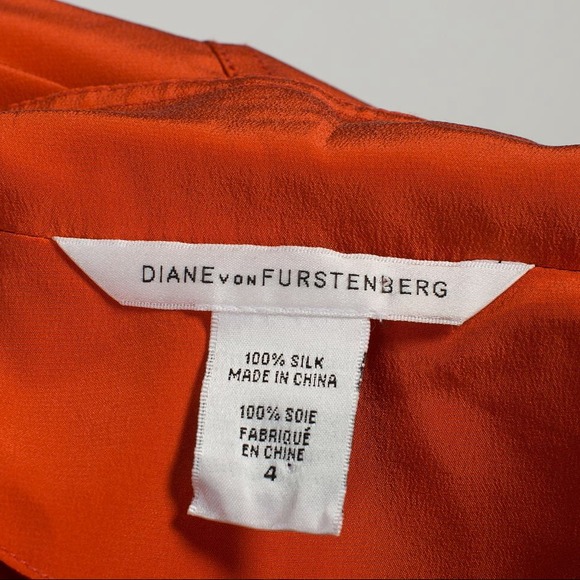 DIANE VON FURSTENBERG
100% SILK
MADE IN CHINA
100% SOIE
FABRIQUÉ
EN CHINE
4